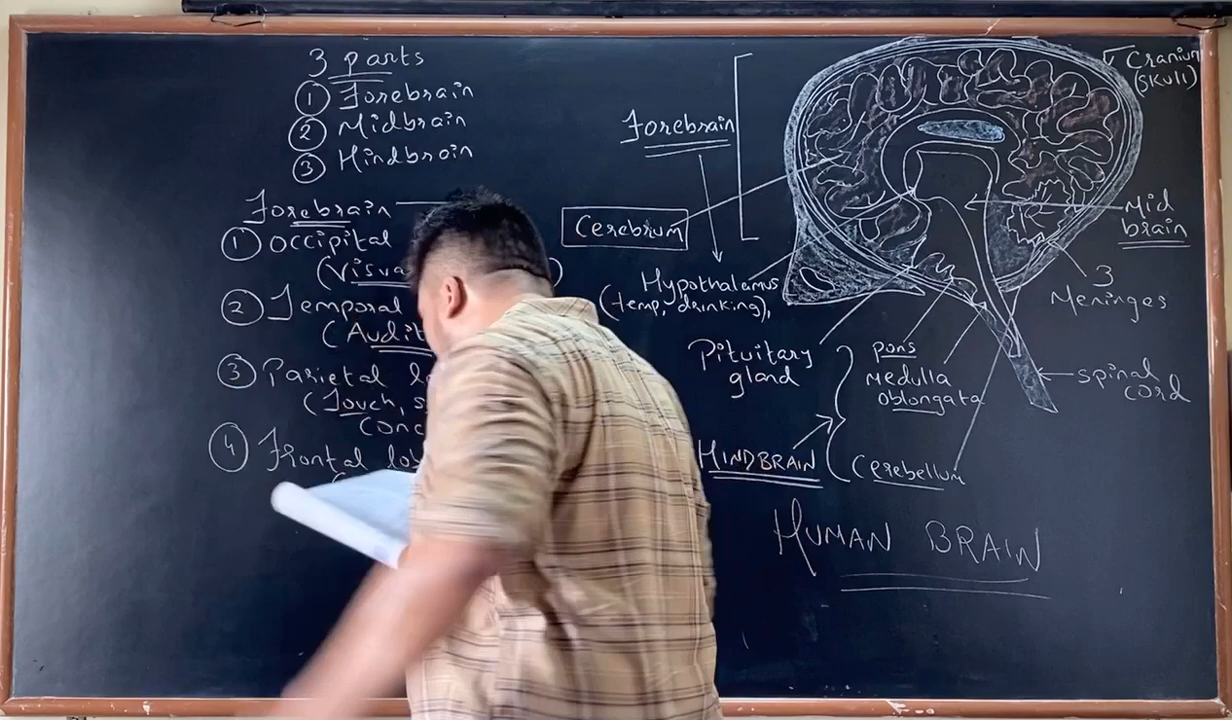 3 parts
1 Forebrain
2 Midbrain
3 Hindbrain
Forebrain
1 Occipital
(Visua
2 Temporal
(Audit
3 Parietal
(Touch,
4 Frontal lob
Forebrain
Cerebrum
Hypothalamus
(temp, drinking),
Pituitary
gland
HINDBRAIN
pons
Medulla
oblongata
Cerebellum
Cranium
(skull)
Mid
brain
3
Meninges
spinal
cord
HUMAN BRAIN